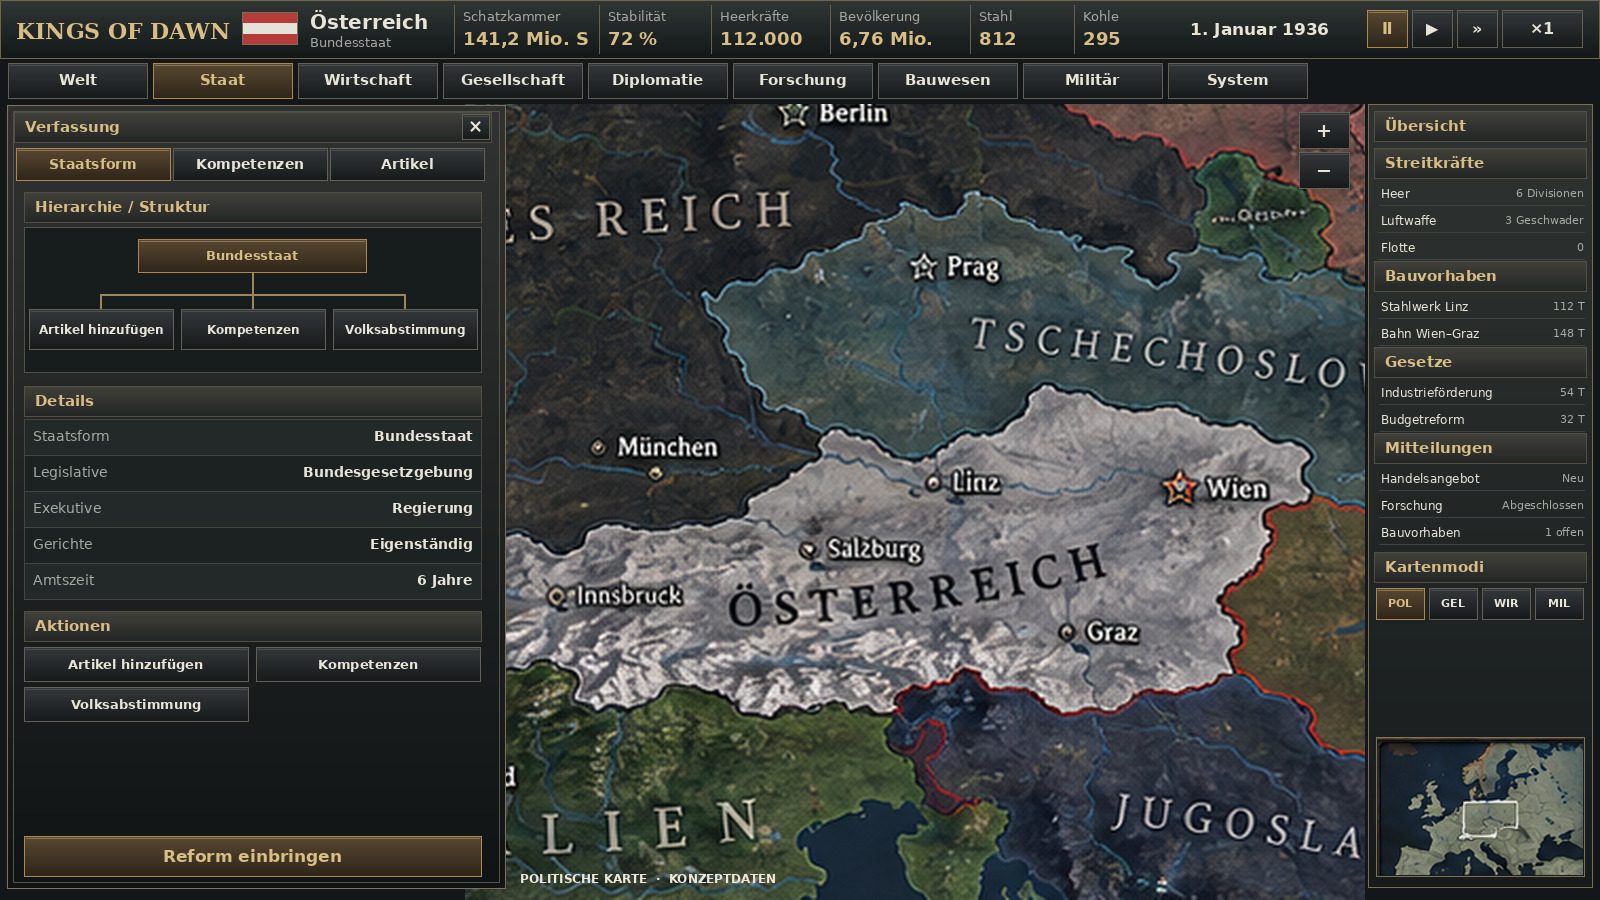 KINGS OF DAWN
Österreich
Bundesstaat
Schatzkammer
141,2 Mio. S
Stabilität
72 %
Heerkräfte
112.000
Bevölkerung
6,76 Mio.
Stahl
812
Kohle
295
1. Januar 1936
II
▶
»
×1
Welt
Staat
Wirtschaft
Gesellschaft
Diplomatie
Forschung
Bauwesen
Militär
System
Verfassung
×
Staatsform
Kompetenzen
Artikel
Hierarchie / Struktur
Bundesstaat
Artikel hinzufügen
Kompetenzen
Volksabstimmung
Details
Staatsform Bundesstaat
Legislative Bundesgesetzgebung
Exekutive Regierung
Gerichte Eigenständig
Amtszeit 6 Jahre
Aktionen
Artikel hinzufügen
Kompetenzen
Volksabstimmung
Reform einbringen
Berlin
ES REICH
Prag
TSCHECHOSLOV
München
Linz
Wien
Salzburg
ÖSTERREICH
Innsbruck
Graz
d
LIEN
JUGOSLA
POLITISCHE KARTE · KONZEPTDATEN
+
−
Übersicht
Streitkräfte
Heer 6 Divisionen
Luftwaffe 3 Geschwader
Flotte 0
Bauvorhaben
Stahlwerk Linz 112 T
Bahn Wien–Graz 148 T
Gesetze
Industrieförderung 54 T
Budgetreform 32 T
Mitteilungen
Handelsangebot Neu
Forschung Abgeschlossen
Bauvorhaben 1 offen
Kartenmodi
POL
GEL
WIR
MIL